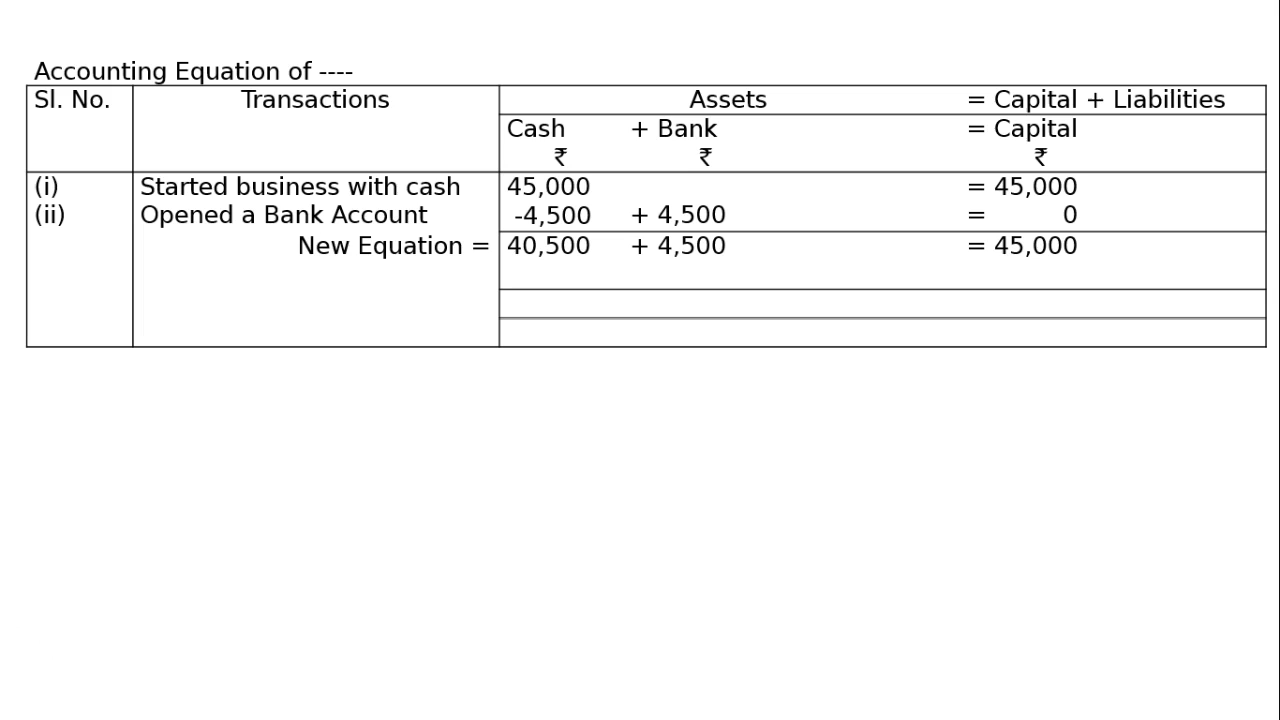 Accounting Equation of ----
Sl. No. Transactions Assets = Capital + Liabilities
Cash + Bank = Capital
₹ ₹ ₹
(i) Started business with cash 45,000 = 45,000
(ii) Opened a Bank Account -4,500 + 4,500 = 0
New Equation = 40,500 + 4,500 = 45,000